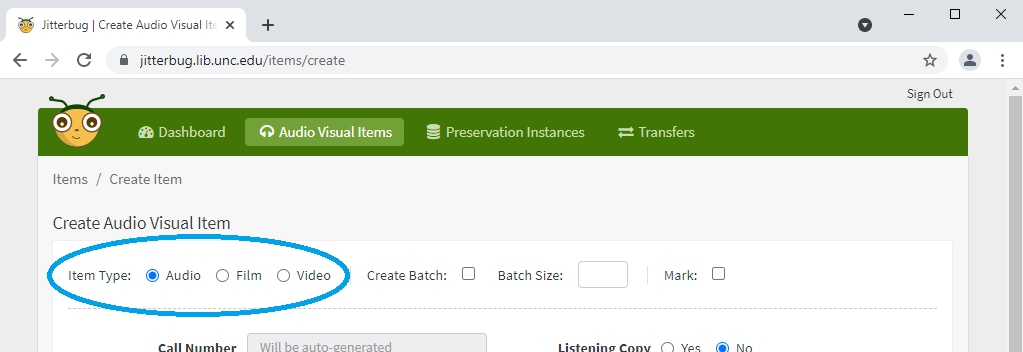 Jitterbug | Create Audio Visual Ite
jitterbug.lib.unc.edu/items/create
Sign Out
Dashboard Audio Visual Items Preservation Instances Transfers
Items / Create Item
Create Audio Visual Item
Item Type: Audio Film Video Create Batch: Batch Size: Mark:
Call Number Will be auto-generated Listening Copy Yes No